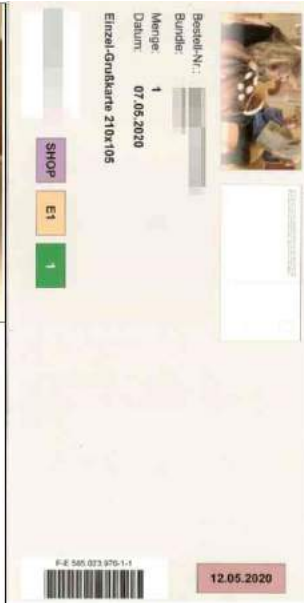 Bestell-Nr.:
Bundle:
Menge: 1
Datum: 07.05.2020
Einzel-Grußkarte 210x105
SHOP
E1
1
F-E 585.023.976-1-1
12.05.2020